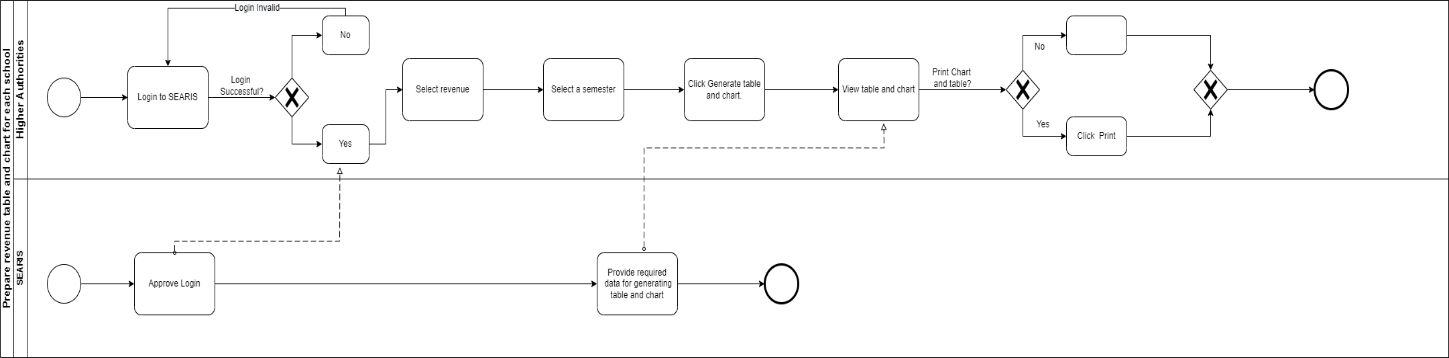 Prepare revenue table and chart for each school
Higher Authorities
Login Invalid
No
Login to SEARIS
Login
Successful?
Yes
Select revenue
Select a semester
Click Generate table
and chart.
View table and chart
Print Chart
and table?
No
Yes
Click Print
SEARIS
Approve Login
Provide required
data for generating
table and chart